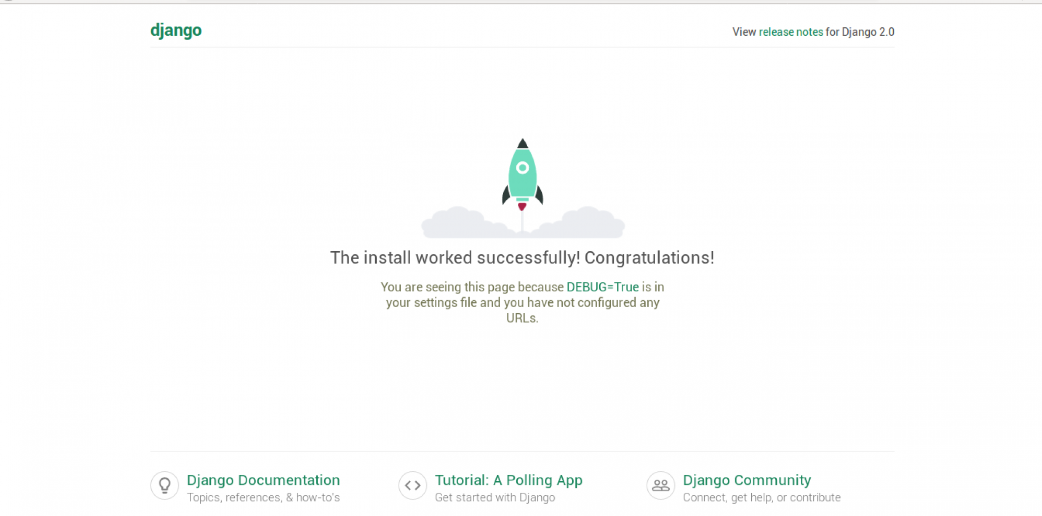 django
View release notes for Django 2.0
The install worked successfully! Congratulations!
You are seeing this page because DEBUG=True is in
your settings file and you have not configured any
URLs.
Django Documentation
Topics, references, & how-to's
Tutorial: A Polling App
Get started with Django
Django Community
Connect, get help, or contribute